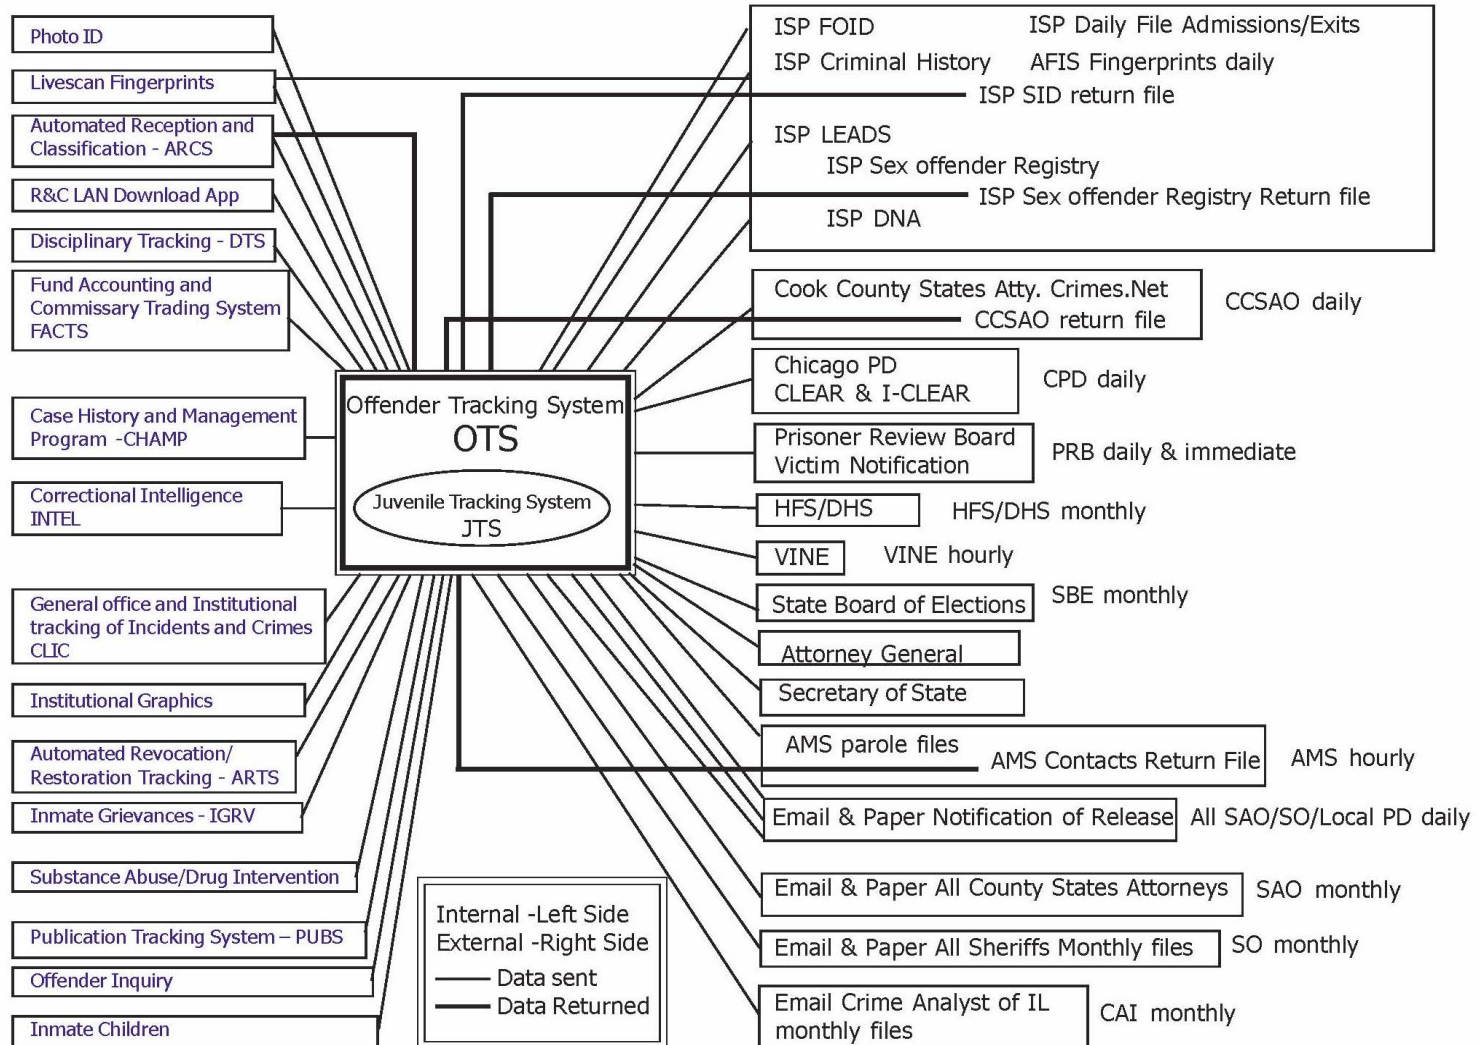 Photo ID
Livescan Fingerprints
Automated Reception and
Classification - ARCS
R&C LAN Download App
Disciplinary Tracking - DTS
Fund Accounting and
Commissary Trading System
FACTS
Case History and Management
Program -CHAMP
Correctional Intelligence
INTEL
General office and Institutional
tracking of Incidents and Crimes
CLIC
Institutional Graphics
Automated Revocation/
Restoration Tracking - ARTS
Inmate Grievances - IGRV
Substance Abuse/Drug Intervention
Publication Tracking System – PUBS
Offender Inquiry
Inmate Children
Offender Tracking System
OTS
Juvenile Tracking System
JTS
Internal -Left Side
External -Right Side
Data sent
Data Returned
ISP FOID ISP Daily File Admissions/Exits
ISP Criminal History AFIS Fingerprints daily
ISP SID return file
ISP LEADS
ISP Sex offender Registry
ISP Sex offender Registry Return file
ISP DNA
Cook County States Atty. Crimes.Net
CCSAO return file
CCSAO daily
Chicago PD
CLEAR & I-CLEAR
CPD daily
Prisoner Review Board
Victim Notification
PRB daily & immediate
HFS/DHS
HFS/DHS monthly
VINE
VINE hourly
State Board of Elections
SBE monthly
Attorney General
Secretary of State
AMS parole files
AMS Contacts Return File
AMS hourly
Email & Paper Notification of Release
All SAO/SO/Local PD daily
Email & Paper All County States Attorneys
SAO monthly
Email & Paper All Sheriffs Monthly files
SO monthly
Email Crime Analyst of IL
monthly files
CAI monthly